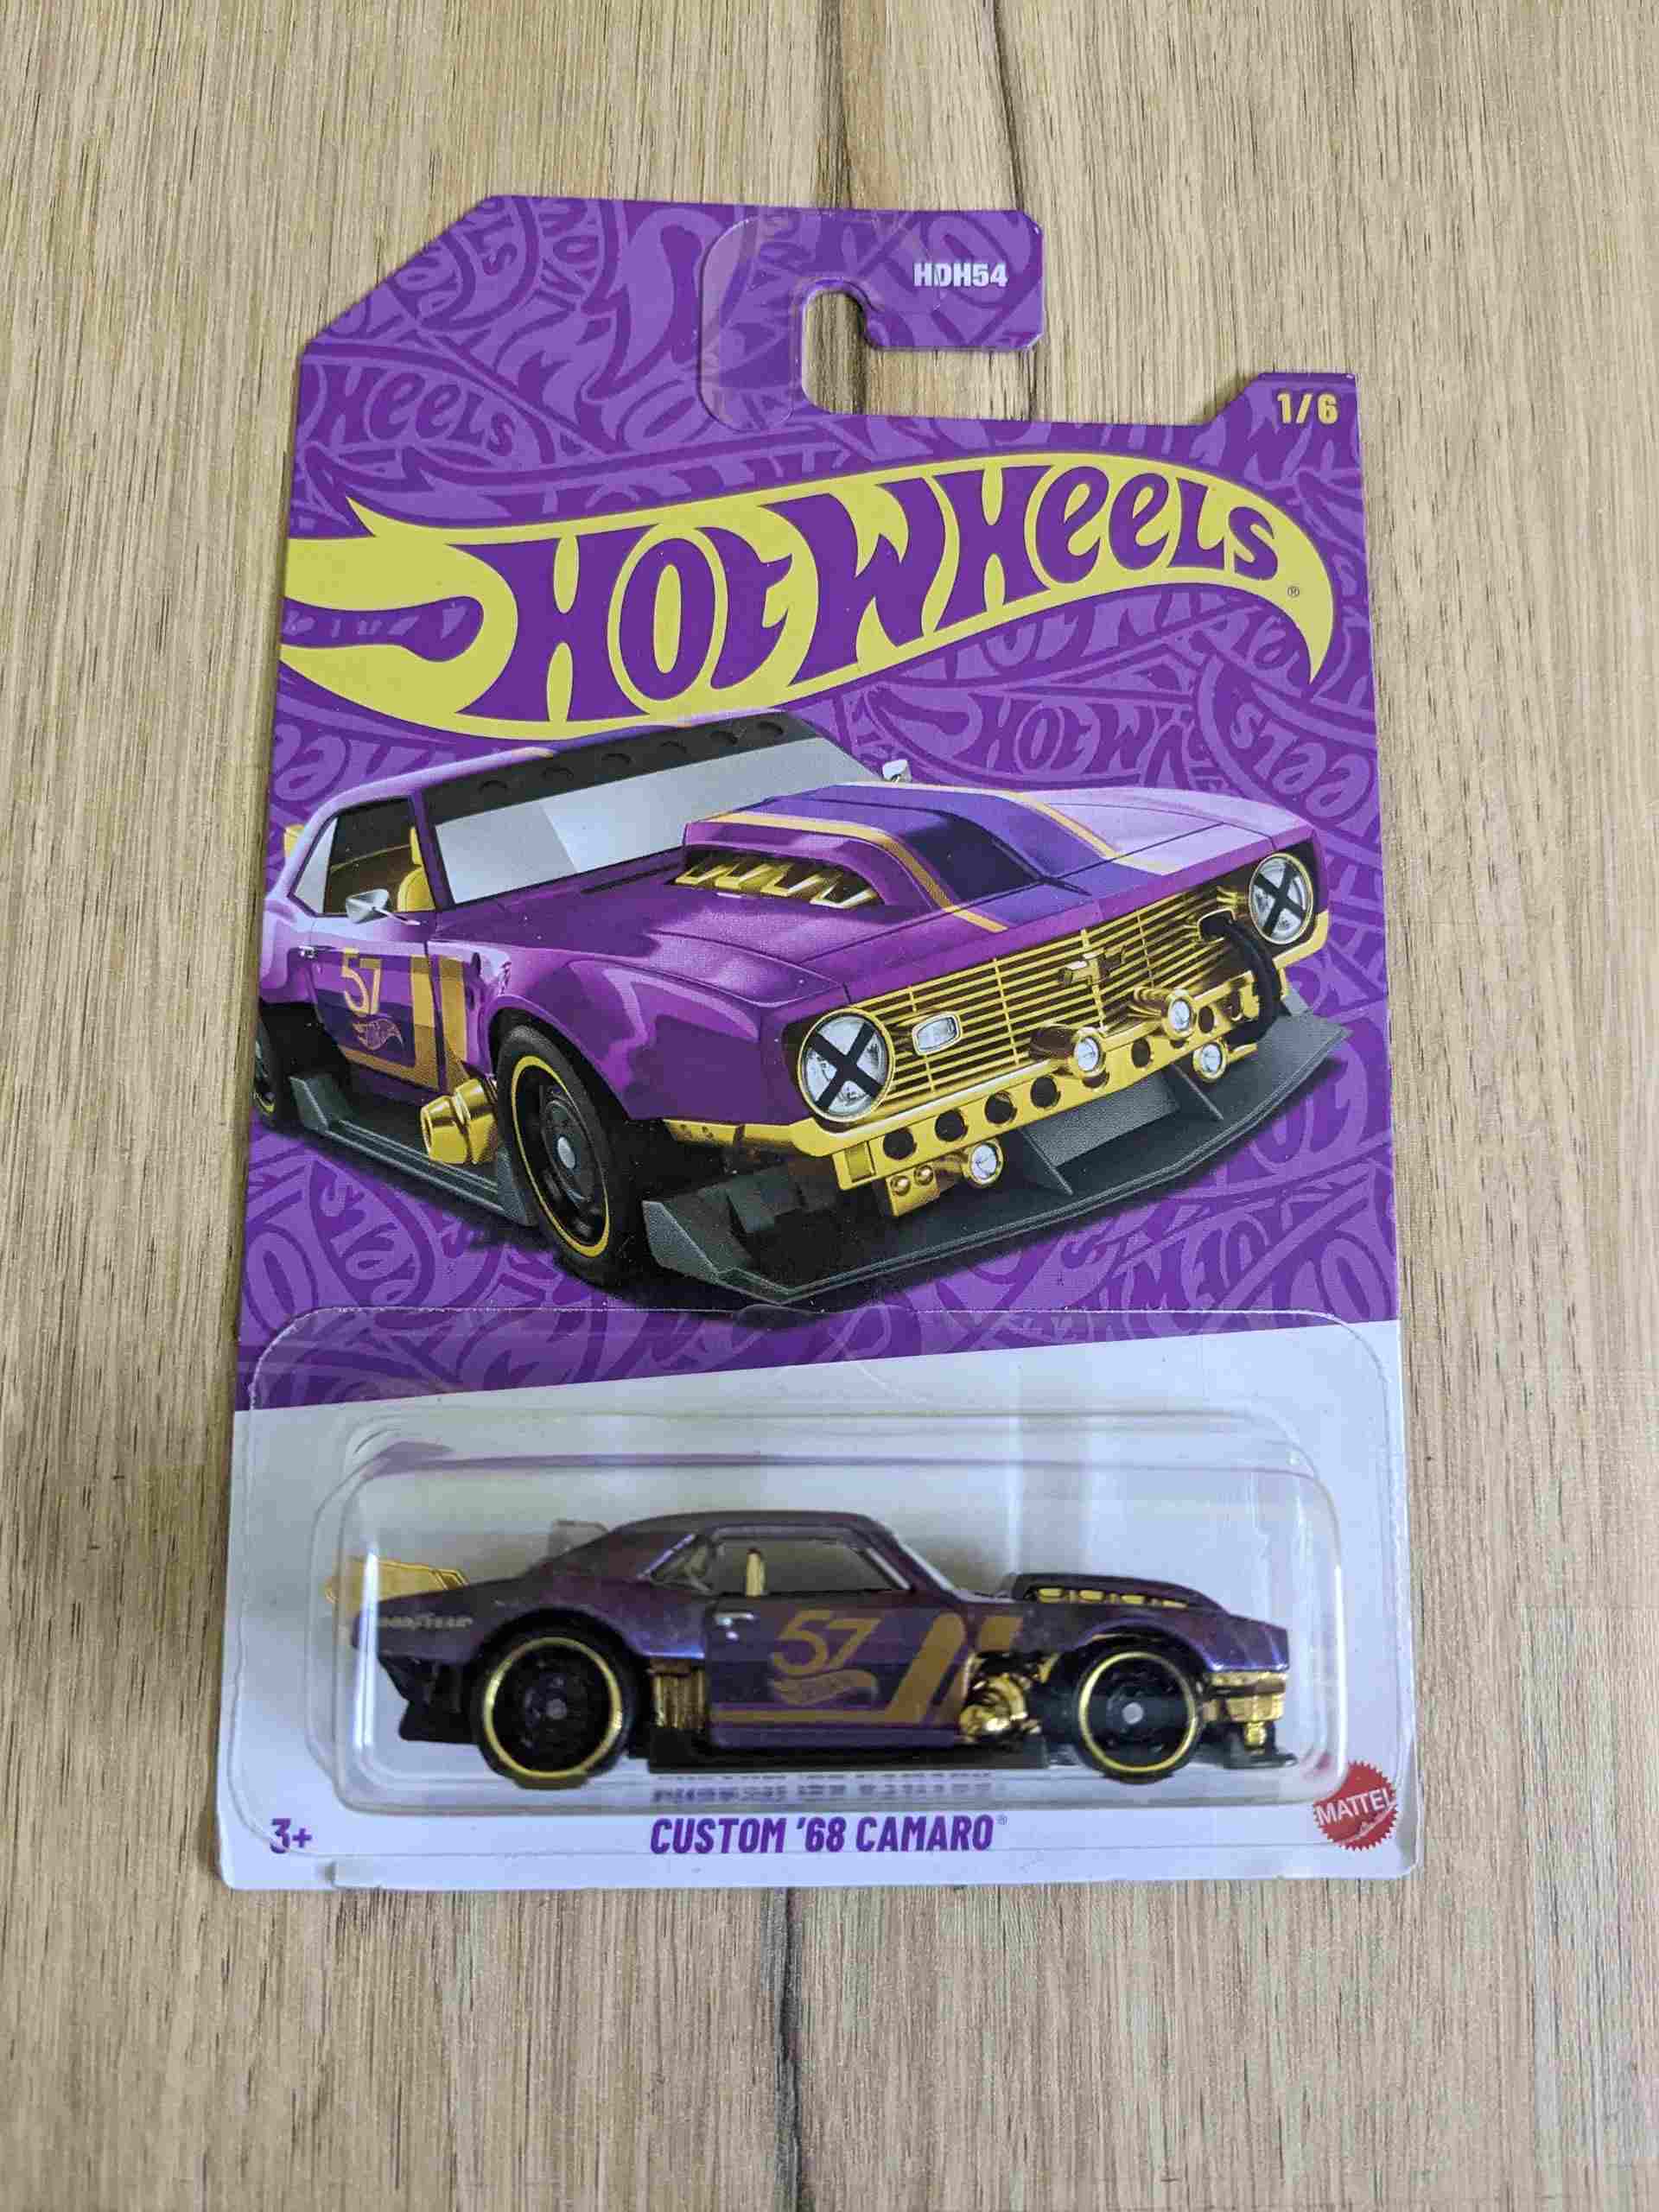 HDH54
1/6
HOT WHEELS®
57
GOODYEAR
57
3+
CUSTOM '68 CAMARO®
MATTEL